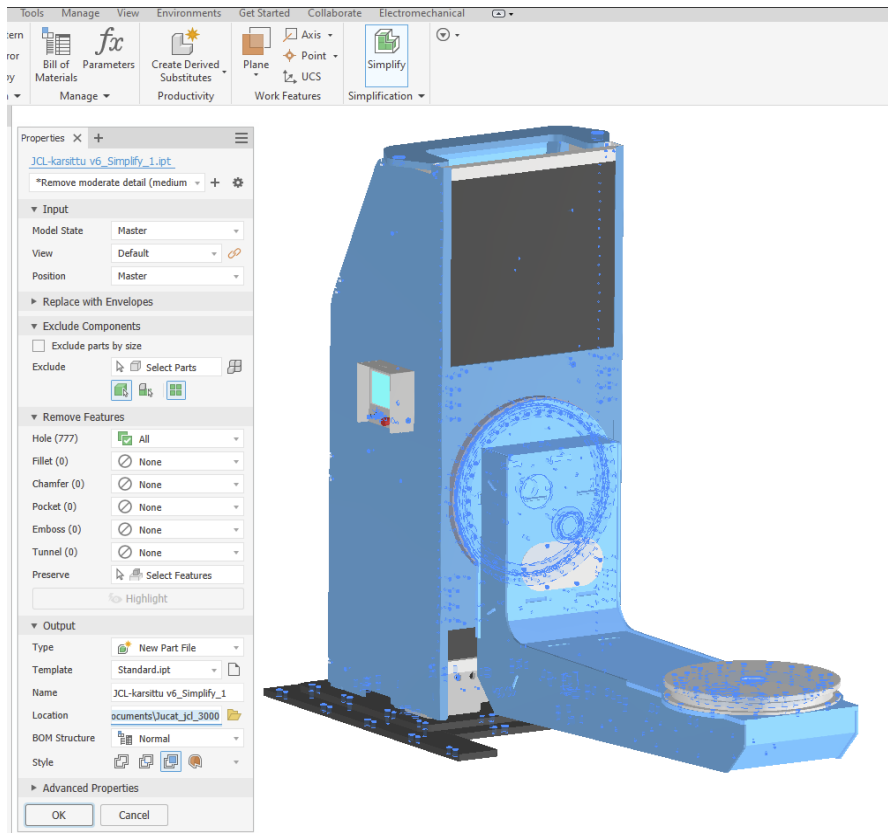 Tools Manage View Environments Get Started Collaborate Electromechanical
tern
ror
by
Bill of
Materials
fx
Parameters
Create Derived
Substitutes
Plane
Axis
Point
UCS
Simplify
Manage
Productivity
Work Features
Simplification
Properties
JCL-karsittu v6_Simplify_1.ipt
*Remove moderate detail (medium
Input
Model State Master
View Default
Position Master
Replace with Envelopes
Exclude Components
Exclude parts by size
Exclude Select Parts
Remove Features
Hole (777) All
Fillet (0) None
Chamfer (0) None
Pocket (0) None
Emboss (0) None
Tunnel (0) None
Preserve Select Features
Highlight
Output
Type New Part File
Template Standard.ipt
Name JCL-karsittu v6_Simplify_1
Location ocuments\Jucat_jcl_3000
BOM Structure Normal
Style
Advanced Properties
OK Cancel